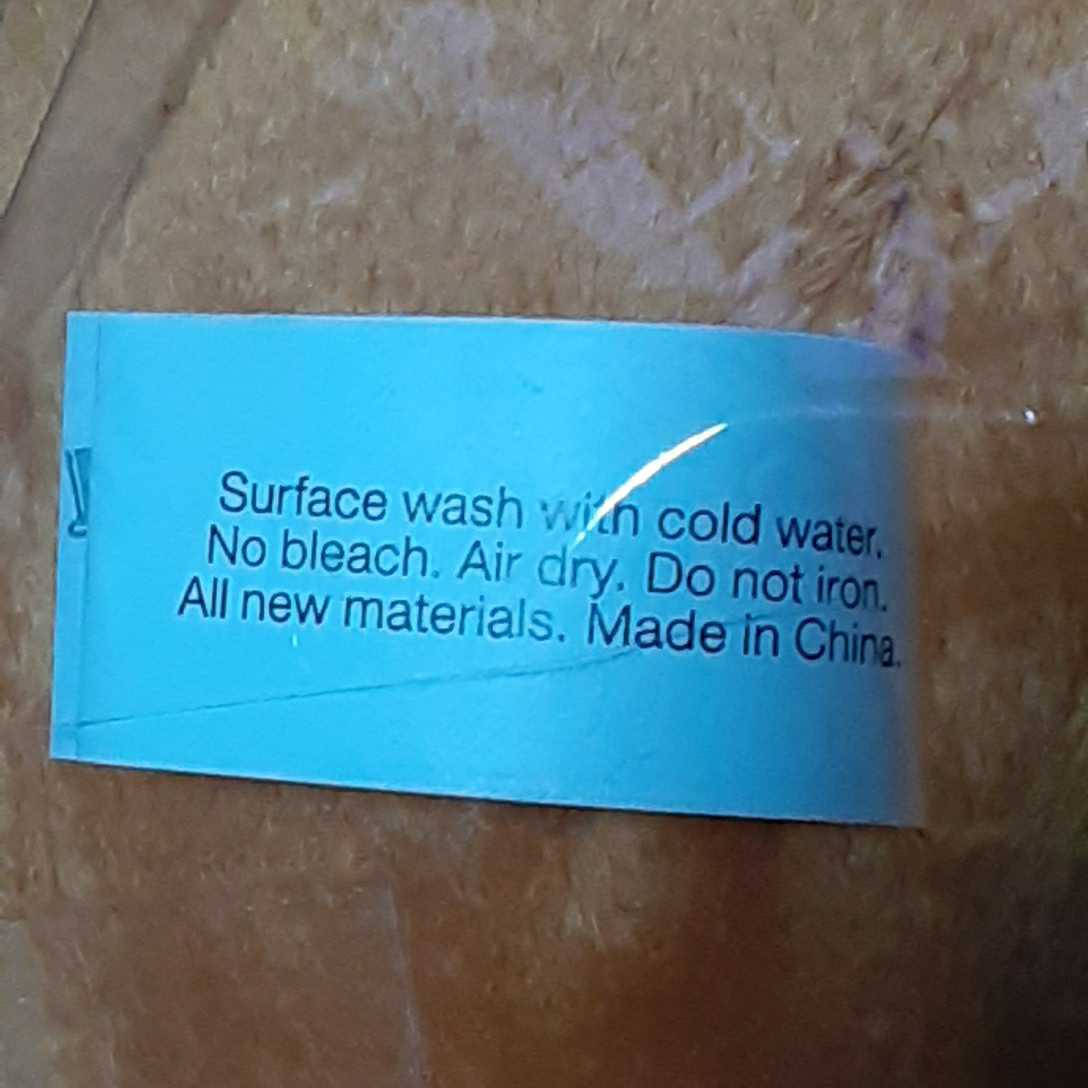 Surface wash with cold water.
No bleach. Air dry. Do not iron.
All new materials. Made in China.